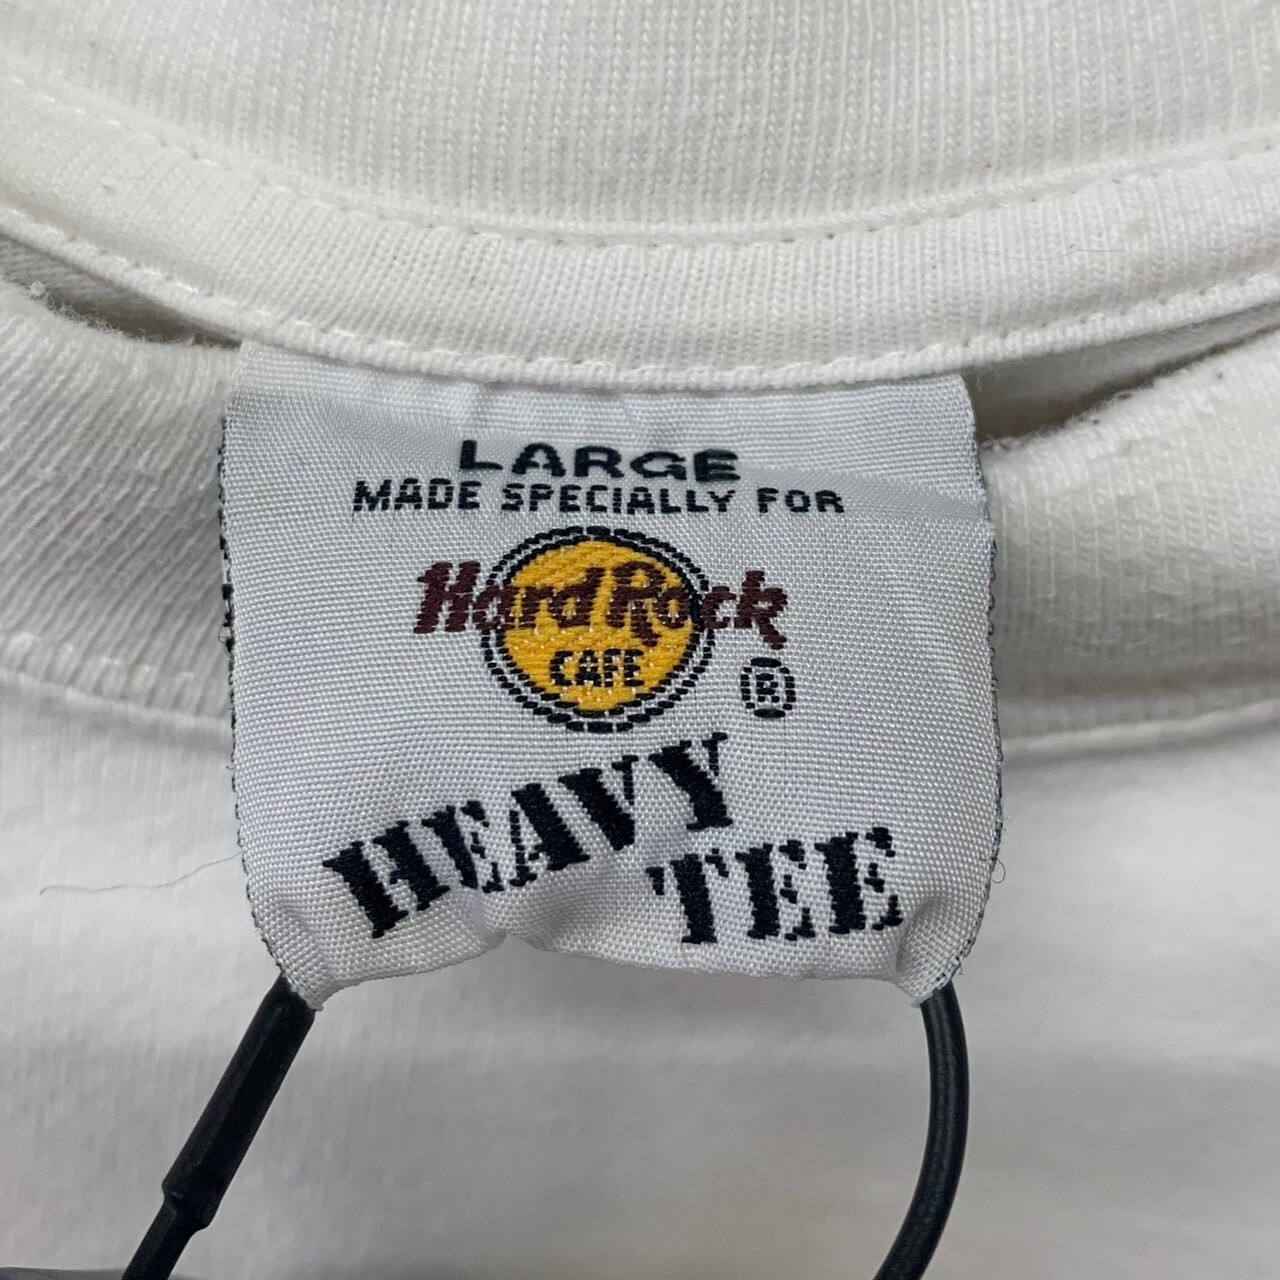 LARGE
MADE SPECIALLY FOR
Hard Rock
CAFE
®
HEAVY
TEE